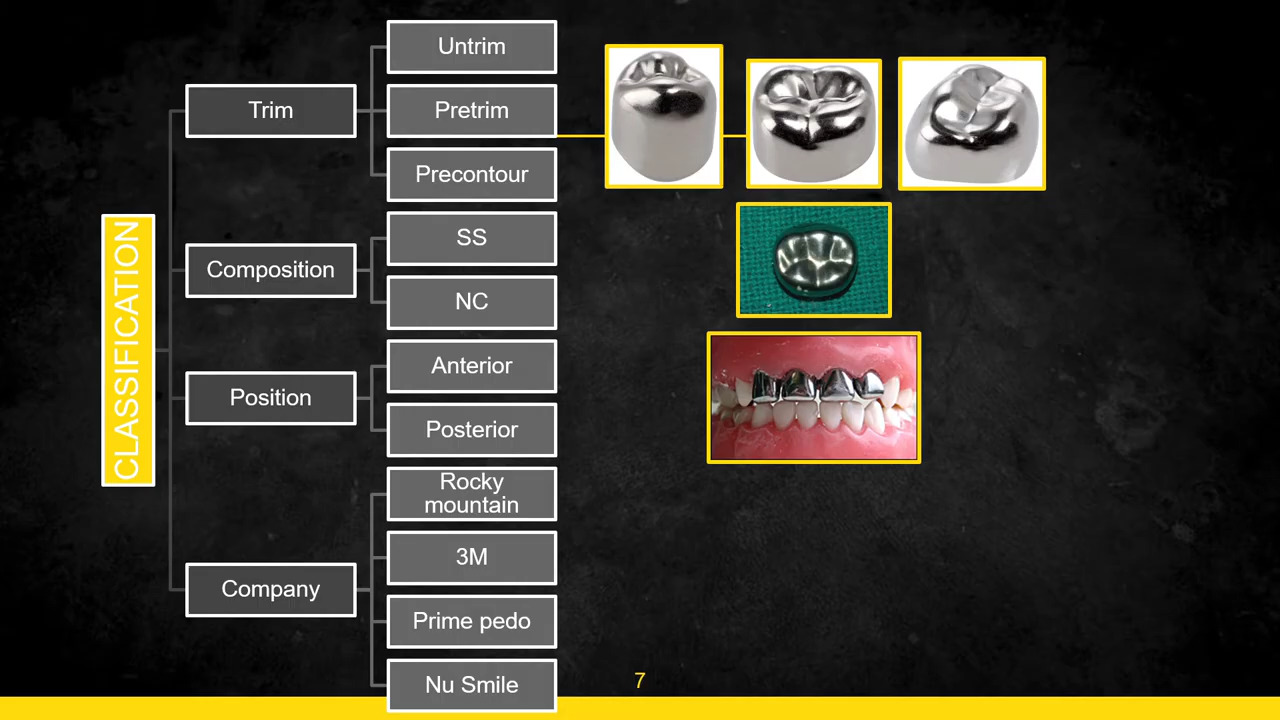 CLASSIFICATION
Trim
Untrim
Pretrim
Precontour
Composition
SS
NC
Position
Anterior
Posterior
Company
Rocky
mountain
3M
Prime pedo
Nu Smile
7